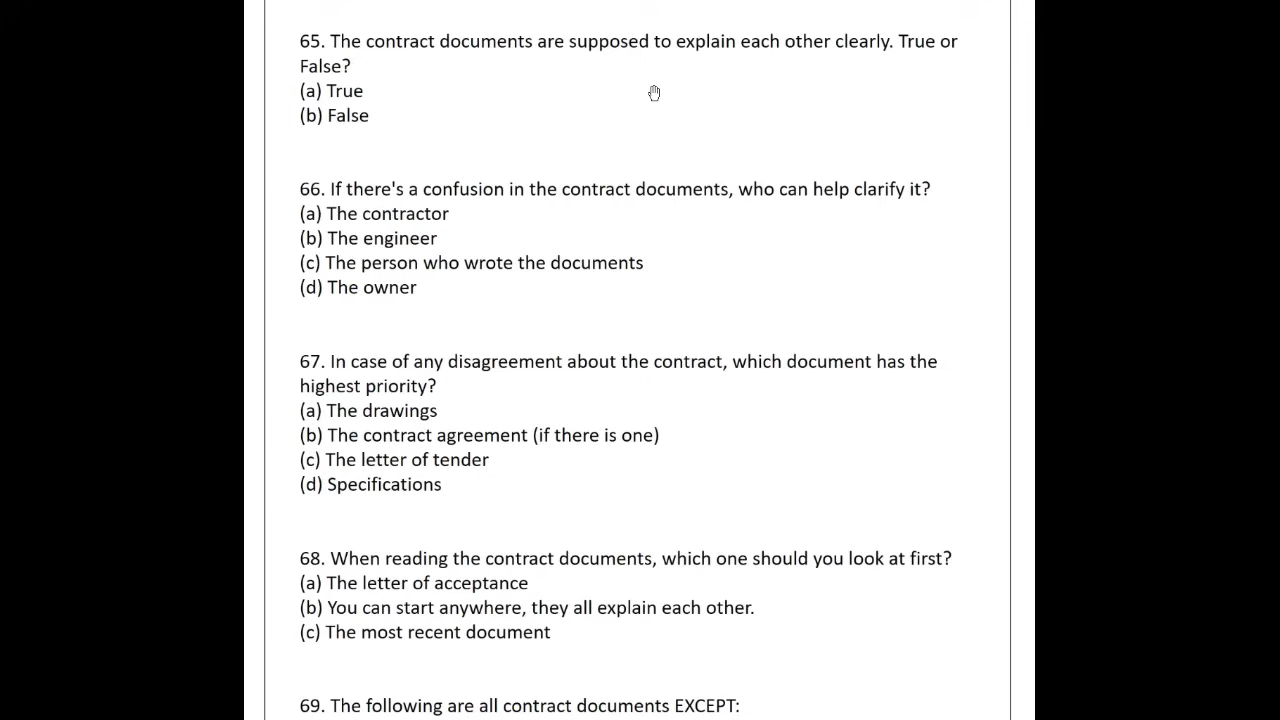 65. The contract documents are supposed to explain each other clearly. True or
False?
(a) True
(b) False
66. If there's a confusion in the contract documents, who can help clarify it?
(a) The contractor
(b) The engineer
(c) The person who wrote the documents
(d) The owner
67. In case of any disagreement about the contract, which document has the
highest priority?
(a) The drawings
(b) The contract agreement (if there is one)
(c) The letter of tender
(d) Specifications
68. When reading the contract documents, which one should you look at first?
(a) The letter of acceptance
(b) You can start anywhere, they all explain each other.
(c) The most recent document
69. The following are all contract documents EXCEPT: